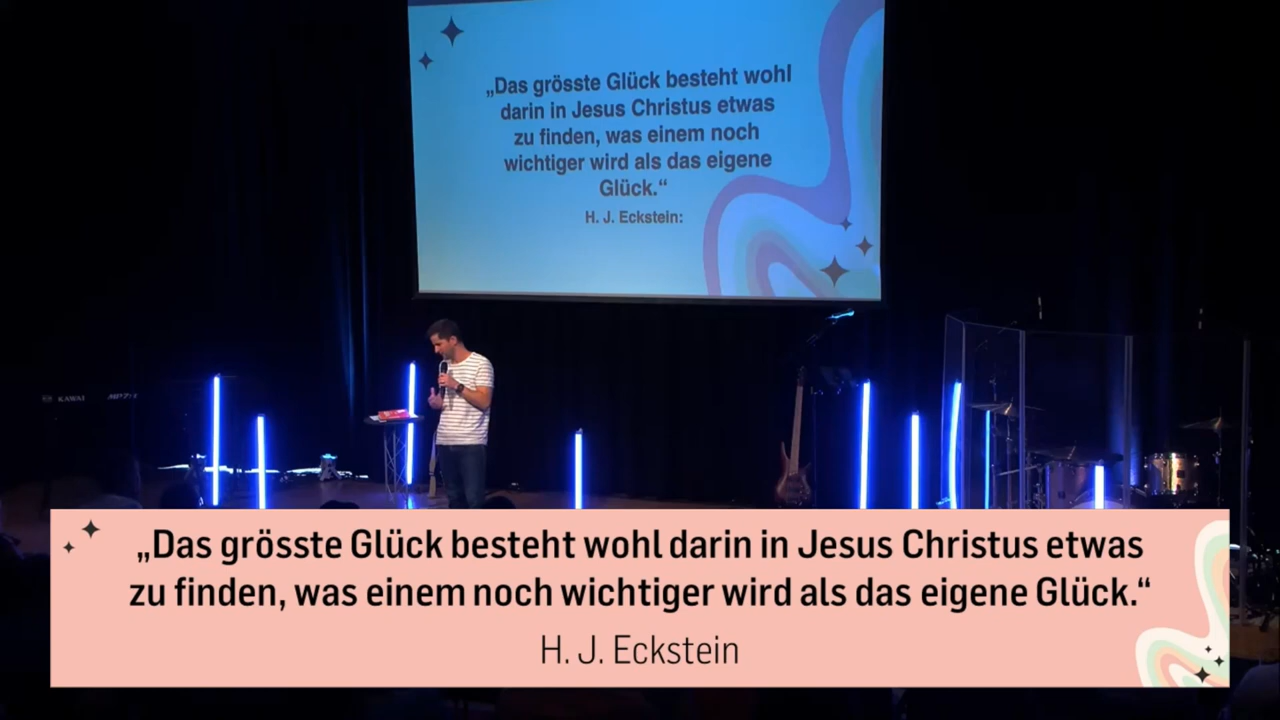 „Das grösste Glück besteht wohl
darin in Jesus Christus etwas
zu finden, was einem noch
wichtiger wird als das eigene
Glück.“
H. J. Eckstein:
KAWAI
„Das grösste Glück besteht wohl darin in Jesus Christus etwas
zu finden, was einem noch wichtiger wird als das eigene Glück.“
H. J. Eckstein